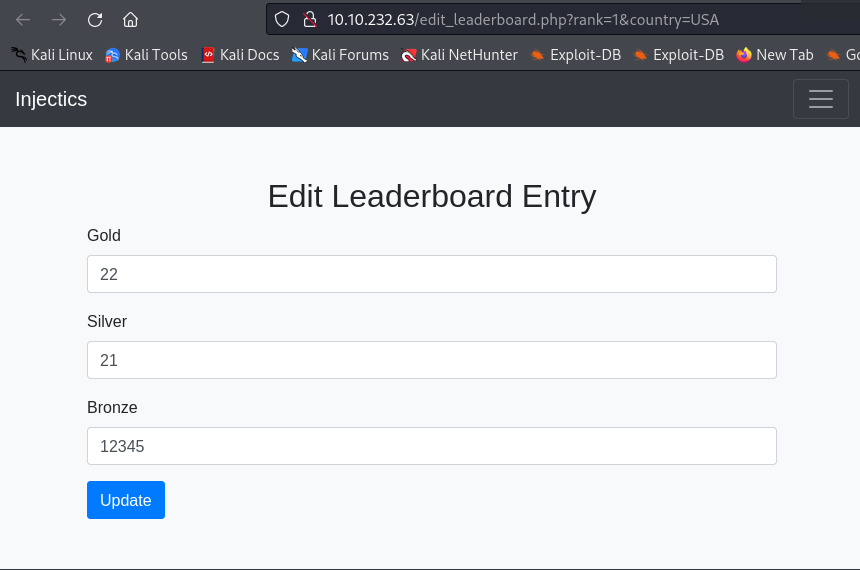 10.10.232.63/edit_leaderboard.php?rank=1&country=USA
Kali Linux Kali Tools Kali Docs Kali Forums Kali NetHunter Exploit-DB Exploit-DB New Tab
Injectics
Edit Leaderboard Entry
Gold
22
Silver
21
Bronze
12345
Update